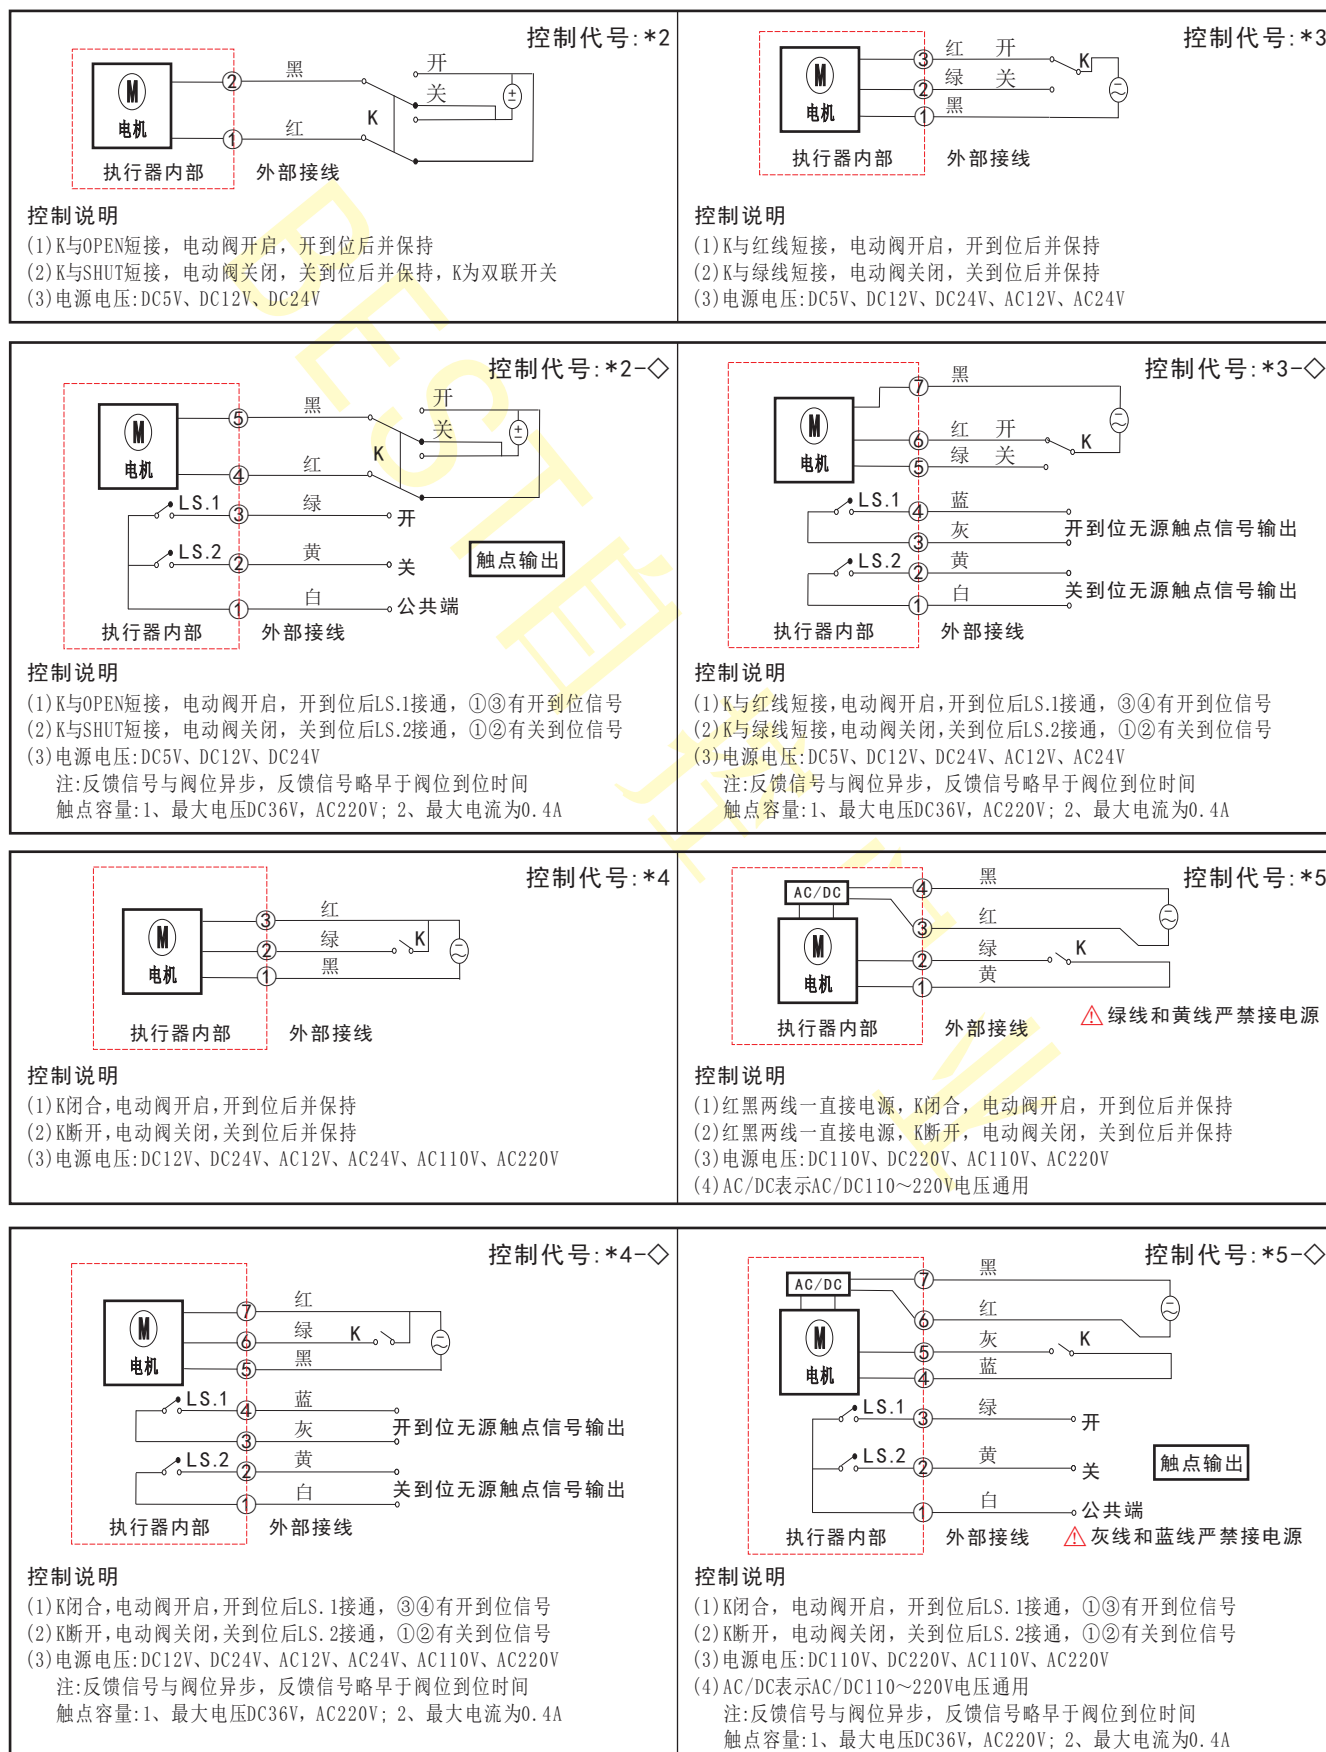 控制代号:*2
② 黑 开
M 关
电机 K
① 红
执行器内部 外部接线
控制说明
(1)K与OPEN短接，电动阀开启，开到位后并保持
(2)K与SHUT短接，电动阀关闭，关到位后并保持，K为双联开关
(3)电源电压:DC5V、DC12V、DC24V
控制代号:*3
③ 红 开 K
M ② 绿 关
电机 ① 黑
执行器内部 外部接线
控制说明
(1)K与红线短接，电动阀开启，开到位后并保持
(2)K与绿线短接，电动阀关闭，关到位后并保持
(3)电源电压:DC5V、DC12V、DC24V、AC12V、AC24V
控制代号:*2-◇
⑤ 黑 开
M 关
电机 ④ 红 K
LS.1 ③ 绿 开
LS.2 ② 黄 关 触点输出
① 白 公共端
执行器内部 外部接线
控制说明
(1)K与OPEN短接，电动阀开启，开到位后LS.1接通，①③有开到位信号
(2)K与SHUT短接，电动阀关闭，关到位后LS.2接通，①②有关到位信号
(3)电源电压:DC5V、DC12V、DC24V
注:反馈信号与阀位异步，反馈信号略早于阀位到位时间
触点容量:1、最大电压DC36V，AC220V; 2、最大电流为0.4A
控制代号:*3-◇
⑦ 黑
M ⑥ 红 开 K
电机 ⑤ 绿 关
LS.1 ④ 蓝
③ 灰 开到位无源触点信号输出
LS.2 ② 黄
① 白 关到位无源触点信号输出
执行器内部 外部接线
控制说明
(1)K与红线短接,电动阀开启,开到位后LS.1接通，③④有开到位信号
(2)K与绿线短接,电动阀关闭,关到位后LS.2接通，①②有关到位信号
(3)电源电压:DC5V、DC12V、DC24V、AC12V、AC24V
注:反馈信号与阀位异步，反馈信号略早于阀位到位时间
触点容量:1、最大电压DC36V，AC220V; 2、最大电流为0.4A
控制代号:*4
③ 红
M ② 绿 K
电机 ① 黑
执行器内部 外部接线
控制说明
(1)K闭合,电动阀开启,开到位后并保持
(2)K断开,电动阀关闭,关到位后并保持
(3)电源电压:DC12V、DC24V、AC12V、AC24V、AC110V、AC220V
控制代号:*5
AC/DC ④ 黑
③ 红
M ② 绿 K
电机 ① 黄
⚠ 绿线和黄线严禁接电源
执行器内部 外部接线
控制说明
(1)红黑两线一直接电源，K闭合，电动阀开启，开到位后并保持
(2)红黑两线一直接电源，K断开，电动阀关闭，关到位后并保持
(3)电源电压:DC110V、DC220V、AC110V、AC220V
(4)AC/DC表示AC/DC110～220V电压通用
控制代号:*4-◇
⑦ 红
M ⑥ 绿 K
电机 ⑤ 黑
LS.1 ④ 蓝
③ 灰 开到位无源触点信号输出
LS.2 ② 黄
① 白 关到位无源触点信号输出
执行器内部 外部接线
控制说明
(1)K闭合,电动阀开启,开到位后LS.1接通，③④有开到位信号
(2)K断开,电动阀关闭,关到位后LS.2接通，①②有关到位信号
(3)电源电压:DC12V、DC24V、AC12V、AC24V、AC110V、AC220V
注:反馈信号与阀位异步，反馈信号略早于阀位到位时间
触点容量:1、最大电压DC36V，AC220V; 2、最大电流为0.4A
控制代号:*5-◇
AC/DC ⑦ 黑
⑥ 红
M ⑤ 灰 K
电机 ④ 蓝
LS.1 ③ 绿 开
LS.2 ② 黄 关 触点输出
① 白 公共端
执行器内部 外部接线 ⚠ 灰线和蓝线严禁接电源
控制说明
(1)K闭合，电动阀开启，开到位后LS.1接通，①③有开到位信号
(2)K断开，电动阀关闭，关到位后LS.2接通，①②有关到位信号
(3)电源电压:DC110V、DC220V、AC110V、AC220V
(4)AC/DC表示AC/DC110～220V电压通用
注:反馈信号与阀位异步，反馈信号略早于阀位到位时间
触点容量:1、最大电压DC36V，AC220V; 2、最大电流为0.4A